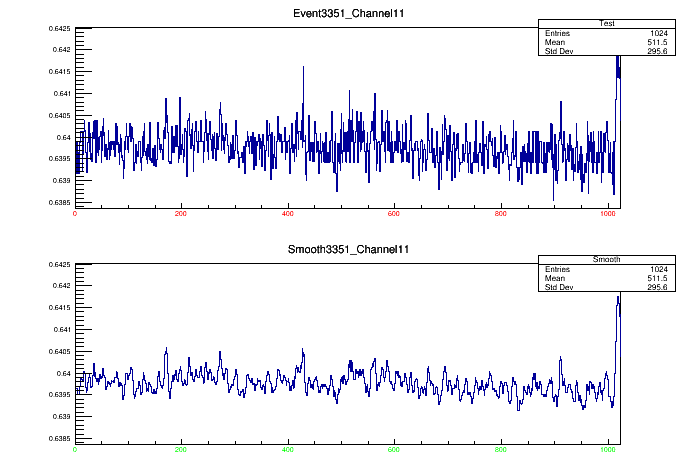 Event3351_Channel11
Test
Entries 1024
Mean 511.5
Std Dev 295.6
0.6425
0.642
0.6415
0.641
0.6405
0.64
0.6395
0.639
0.6385
0 200 400 600 800 1000
Smooth3351_Channel11
Smooth
Entries 1024
Mean 511.5
Std Dev 295.6
0.6425
0.642
0.6415
0.641
0.6405
0.64
0.6395
0.639
0.6385
0 200 400 600 800 1000